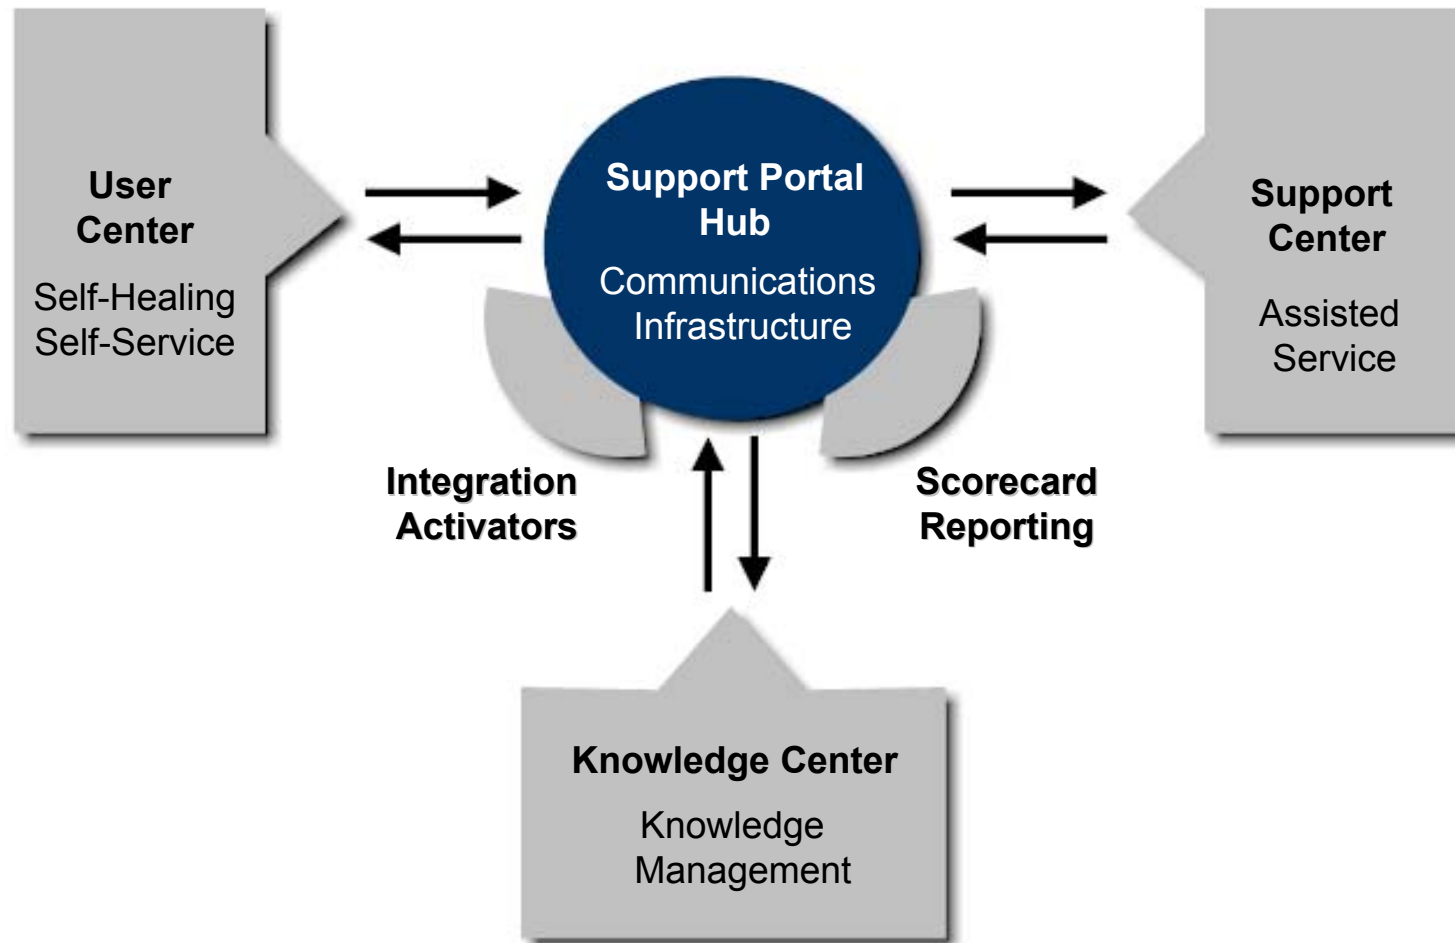 User
Center
Self-Healing
Self-Service
Support Portal
Hub
Communications
Infrastructure
Support
Center
Assisted
Service
Integration
Activators
Scorecard
Reporting
Knowledge Center
Knowledge
Management